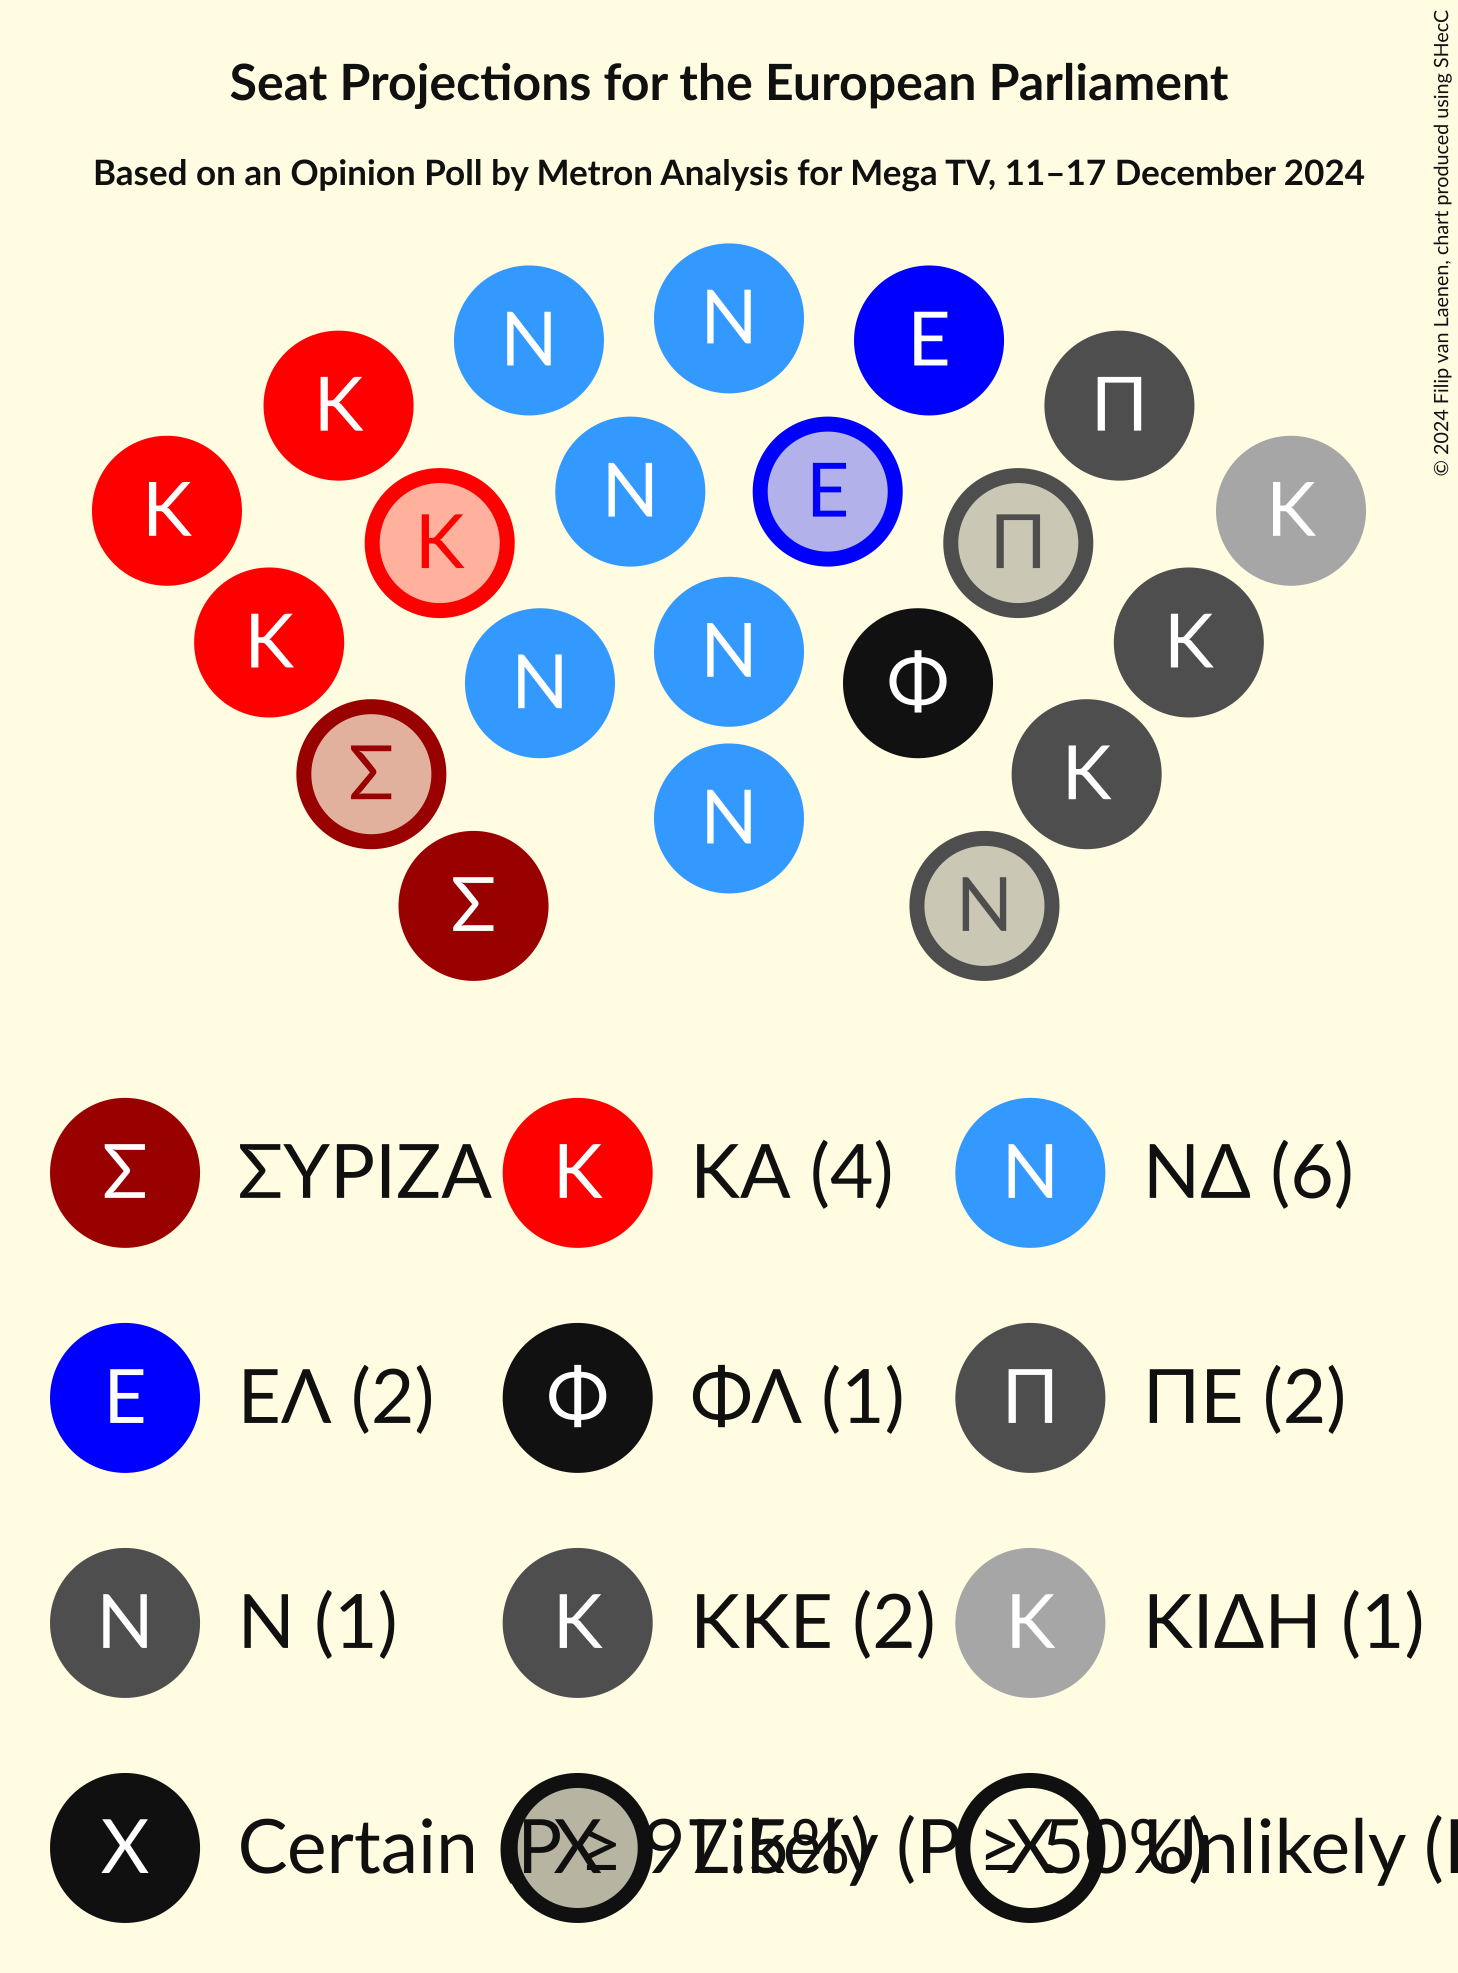 Seat Projections for the European Parliament
Based on an Opinion Poll by Metron Analysis for Mega TV, 11–17 December 2024
© 2024 Filip van Laenen, chart produced using SHecC
Ν Ν Ε
Κ Π
Κ Ν Ε Κ
Κ Π
Κ Ν Ν Φ Κ
Σ Ν Κ
Σ Ν
Σ ΣΥΡΙΖΑ Κ ΚΑ (4) Ν ΝΔ (6)
Ε ΕΛ (2) Φ ΦΛ (1) Π ΠΕ (2)
Ν Ν (1) Κ ΚΚΕ (2) Κ ΚΙΔΗ (1)
X Certain (P ≥ 97.5%) X Likely (P ≥ 50%) X Unlikely (